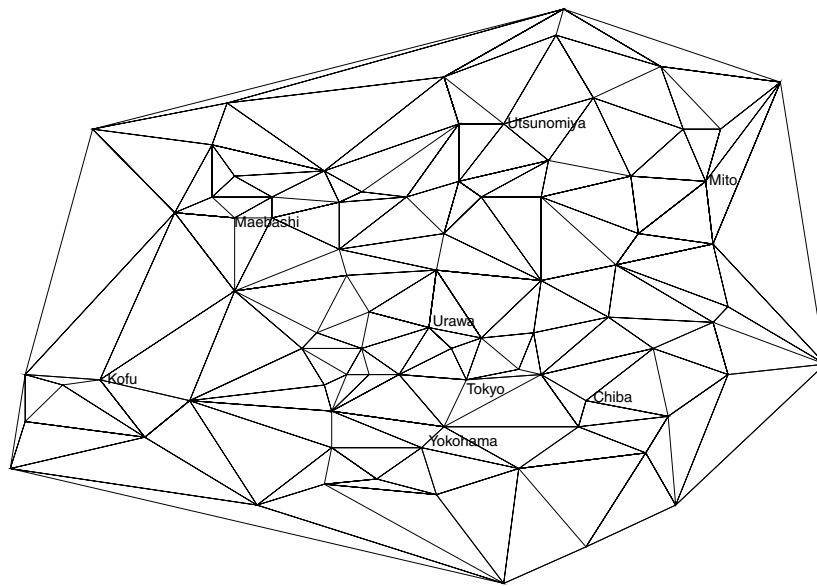 Utsunomiya
Mito
Maebashi
Urawa
Kofu
Tokyo
Chiba
Yokohama